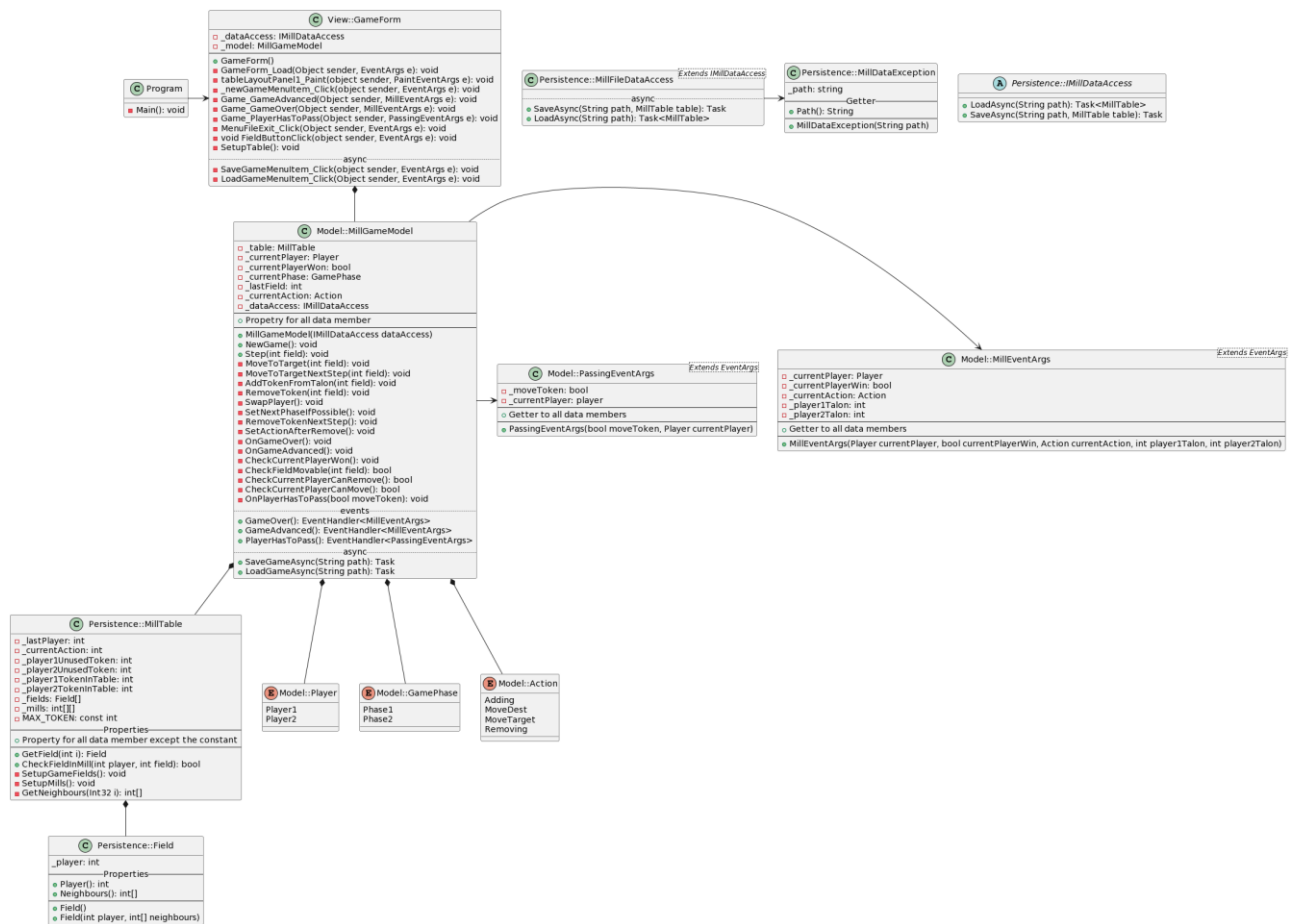 C View::GameForm
_dataAccess: IMillDataAccess
_model: MillGameModel
GameForm()
GameForm_Load(Object sender, EventArgs e): void
tableLayoutPanel1_Paint(object sender, PaintEventArgs e): void
_newGameMenuItem_Click(object sender, EventArgs e): void
Game_GameAdvanced(Object sender, MillEventArgs e): void
Game_GameOver(Object sender, MillEventArgs e): void
Game_PlayerHasToPass(Object sender, PassingEventArgs e): void
MenuFileExit_Click(Object sender, EventArgs e): void
void FieldButtonClick(object sender, EventArgs e): void
SetupTable(): void
async
SaveGameMenuItem_Click(object sender, EventArgs e): void
LoadGameMenuItem_Click(Object sender, EventArgs e): void
C Program
Main(): void
C Persistence::MillFileDataAccess
Extends IMillDataAccess
async
SaveAsync(String path, MillTable table): Task
LoadAsync(String path): Task<MillTable>
C Persistence::MillDataException
_path: string
Getter
Path(): String
MillDataException(String path)
A Persistence::IMillDataAccess
LoadAsync(String path): Task<MillTable>
SaveAsync(String path, MillTable table): Task
C Model::MillGameModel
_table: MillTable
_currentPlayer: Player
_currentPlayerWon: bool
_currentPhase: GamePhase
_lastField: int
_currentAction: Action
_dataAccess: IMillDataAccess
Propetry for all data member
MillGameModel(IMillDataAccess dataAccess)
NewGame(): void
Step(int field): void
MoveToTarget(int field): void
MoveToTargetNextStep(int field): void
AddTokenFromTalon(int field): void
RemoveToken(int field): void
SwapPlayer(): void
SetNextPhaseIfPossible(): void
RemoveTokenNextStep(): void
SetActionAfterRemove(): void
OnGameOver(): void
OnGameAdvanced(): void
CheckCurrentPlayerWon(): void
CheckFieldMovable(int field): bool
CheckCurrentPlayerCanRemove(): bool
CheckCurrentPlayerCanMove(): bool
OnPlayerHasToPass(bool moveToken): void
events
GameOver(): EventHandler<MillEventArgs>
GameAdvanced(): EventHandler<MillEventArgs>
PlayerHasToPass(): EventHandler<PassingEventArgs>
async
SaveGameAsync(String path): Task
LoadGameAsync(String path): Task
C Model::PassingEventArgs
Extends EventArgs
_moveToken: bool
_currentPlayer: player
Getter to all data members
PassingEventArgs(bool moveToken, Player currentPlayer)
C Model::MillEventArgs
Extends EventArgs
_currentPlayer: Player
_currentPlayerWin: bool
_currentAction: Action
_player1Talon: int
_player2Talon: int
Getter to all data members
MillEventArgs(Player currentPlayer, bool currentPlayerWin, Action currentAction, int player1Talon, int player2Talon)
C Persistence::MillTable
_lastPlayer: int
_currentAction: int
_player1UnusedToken: int
_player2UnusedToken: int
_player1TokenInTable: int
_player2TokenInTable: int
_fields: Field[]
_mills: int[][]
MAX_TOKEN: const int
Properties
Property for all data member except the constant
GetField(int i): Field
CheckFieldInMill(int player, int field): bool
SetupGameFields(): void
SetupMills(): void
GetNeighbours(Int32 i): int[]
E Model::Player
Player1
Player2
E Model::GamePhase
Phase1
Phase2
E Model::Action
Adding
MoveDest
MoveTarget
Removing
C Persistence::Field
_player: int
Properties
Player(): int
Neighbours(): int[]
Field()
Field(int player, int[] neighbours)